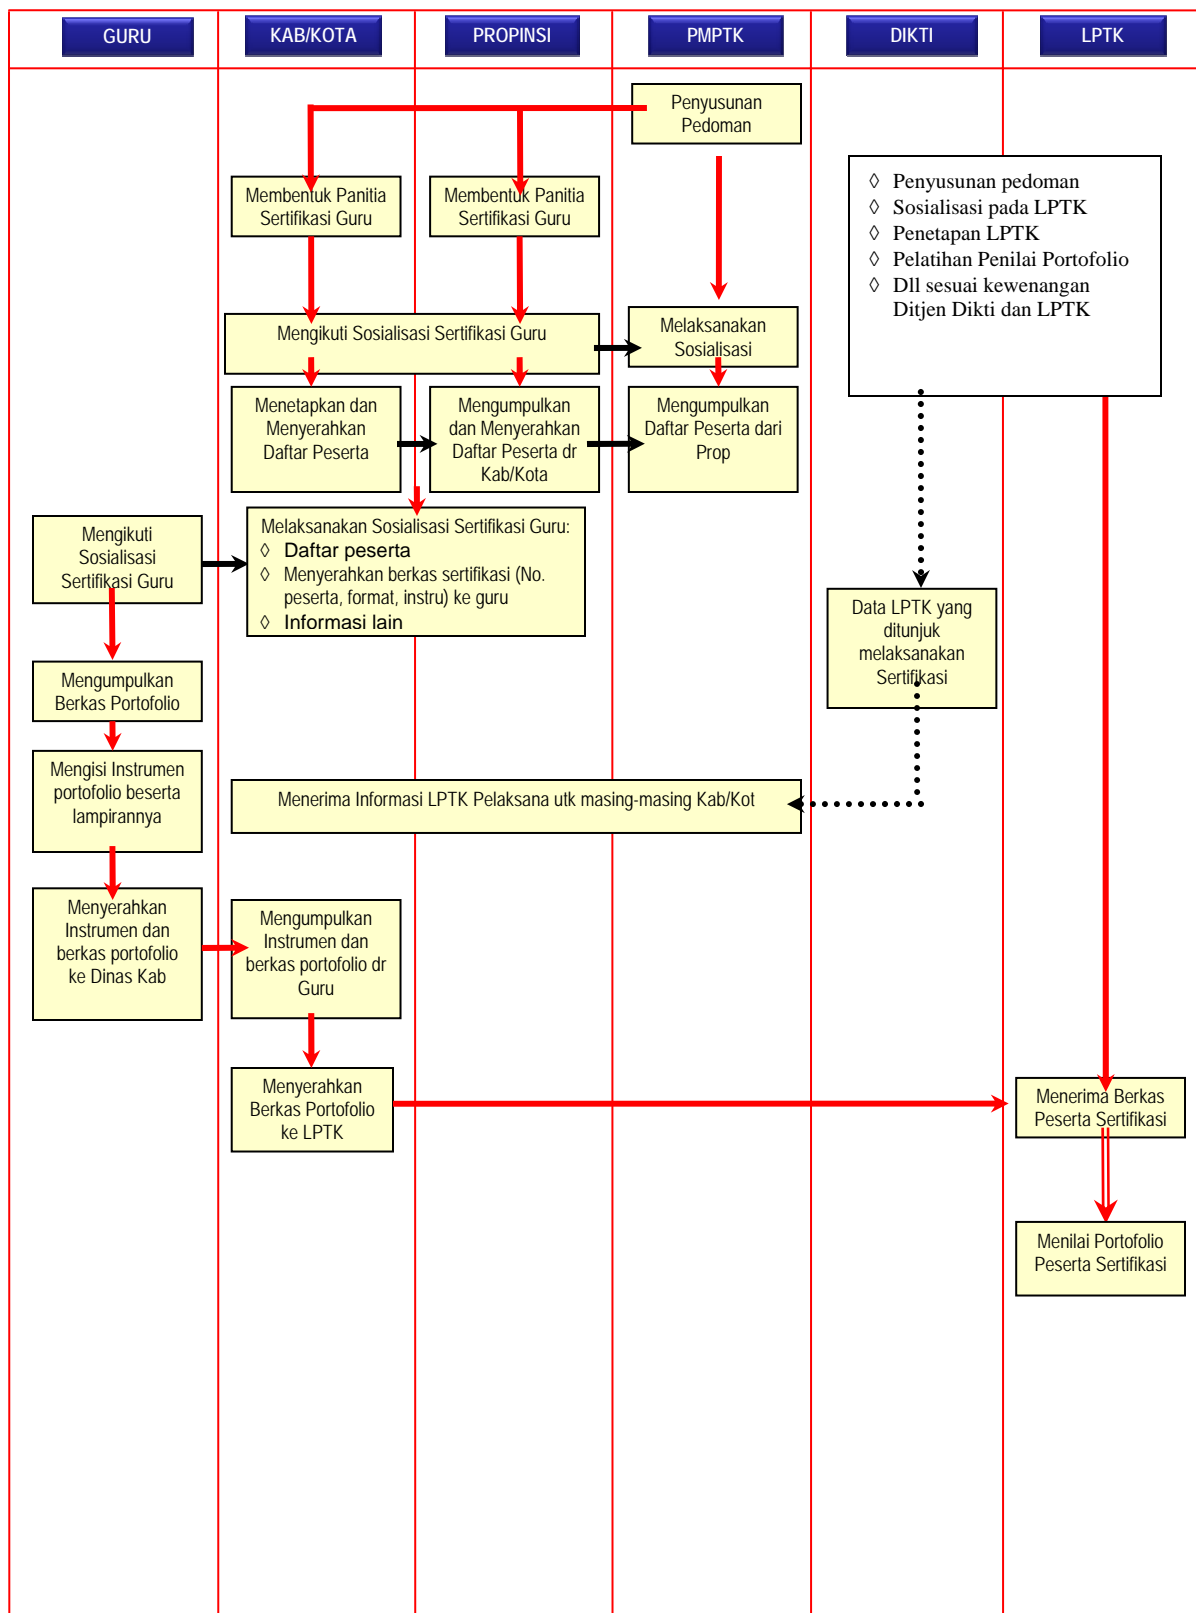 GURU
KAB/KOTA
PROPINSI
PMPTK
DIKTI
LPTK
Penyusunan
Pedoman
Membentuk Panitia
Sertifikasi Guru
Membentuk Panitia
Sertifikasi Guru
◊ Penyusunan pedoman
◊ Sosialisasi pada LPTK
◊ Penetapan LPTK
◊ Pelatihan Penilai Portofolio
◊ Dll sesuai kewenangan
Ditjen Dikti dan LPTK
Mengikuti Sosialisasi Sertifikasi Guru
Melaksanakan
Sosialisasi
Menetapkan dan
Menyerahkan
Daftar Peserta
Mengumpulkan
dan Menyerahkan
Daftar Peserta dr
Kab/Kota
Mengumpulkan
Daftar Peserta dari
Prop
Mengikuti
Sosialisasi
Sertifikasi Guru
Melaksanakan Sosialisasi Sertifikasi Guru:
◊ Daftar peserta
◊ Menyerahkan berkas sertifikasi (No.
peserta, format, instru) ke guru
◊ Informasi lain
Data LPTK yang
ditunjuk
melaksanakan
Sertifikasi
Mengumpulkan
Berkas Portofolio
Mengisi Instrumen
portofolio beserta
lampirannya
Menerima Informasi LPTK Pelaksana utk masing-masing Kab/Kot
Menyerahkan
Instrumen dan
berkas portofolio
ke Dinas Kab
Mengumpulkan
Instrumen dan
berkas portofolio dr
Guru
Menyerahkan
Berkas Portofolio
ke LPTK
Menerima Berkas
Peserta Sertifikasi
Menilai Portofolio
Peserta Sertifikasi